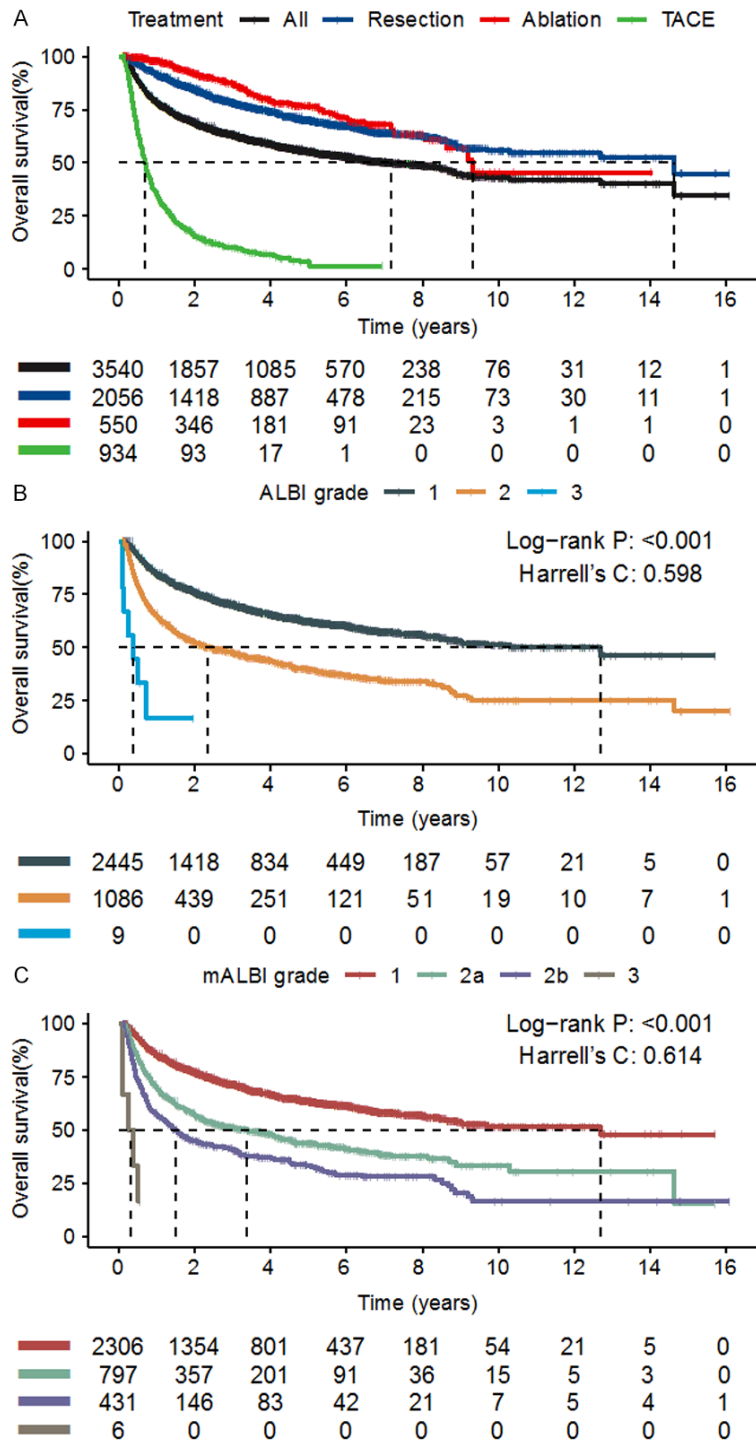 A
Treatment All Resection Ablation TACE
Overall survival(%)
100
75
50
25
0
0 2 4 6 8 10 12 14 16
Time (years)
3540 1857 1085 570 238 76 31 12 1
2056 1418 887 478 215 73 30 11 1
550 346 181 91 23 3 1 1 0
934 93 17 1 0 0 0 0 0
B
ALBI grade 1 2 3
Overall survival(%)
100
75
50
25
0
Log-rank P: <0.001
Harrell's C: 0.598
0 2 4 6 8 10 12 14 16
Time (years)
2445 1418 834 449 187 57 21 5 0
1086 439 251 121 51 19 10 7 1
9 0 0 0 0 0 0 0 0
C
mALBI grade 1 2a 2b 3
Overall survival(%)
100
75
50
25
0
Log-rank P: <0.001
Harrell's C: 0.614
0 2 4 6 8 10 12 14 16
Time (years)
2306 1354 801 437 181 54 21 5 0
797 357 201 91 36 15 5 3 0
431 146 83 42 21 7 5 4 1
6 0 0 0 0 0 0 0 0